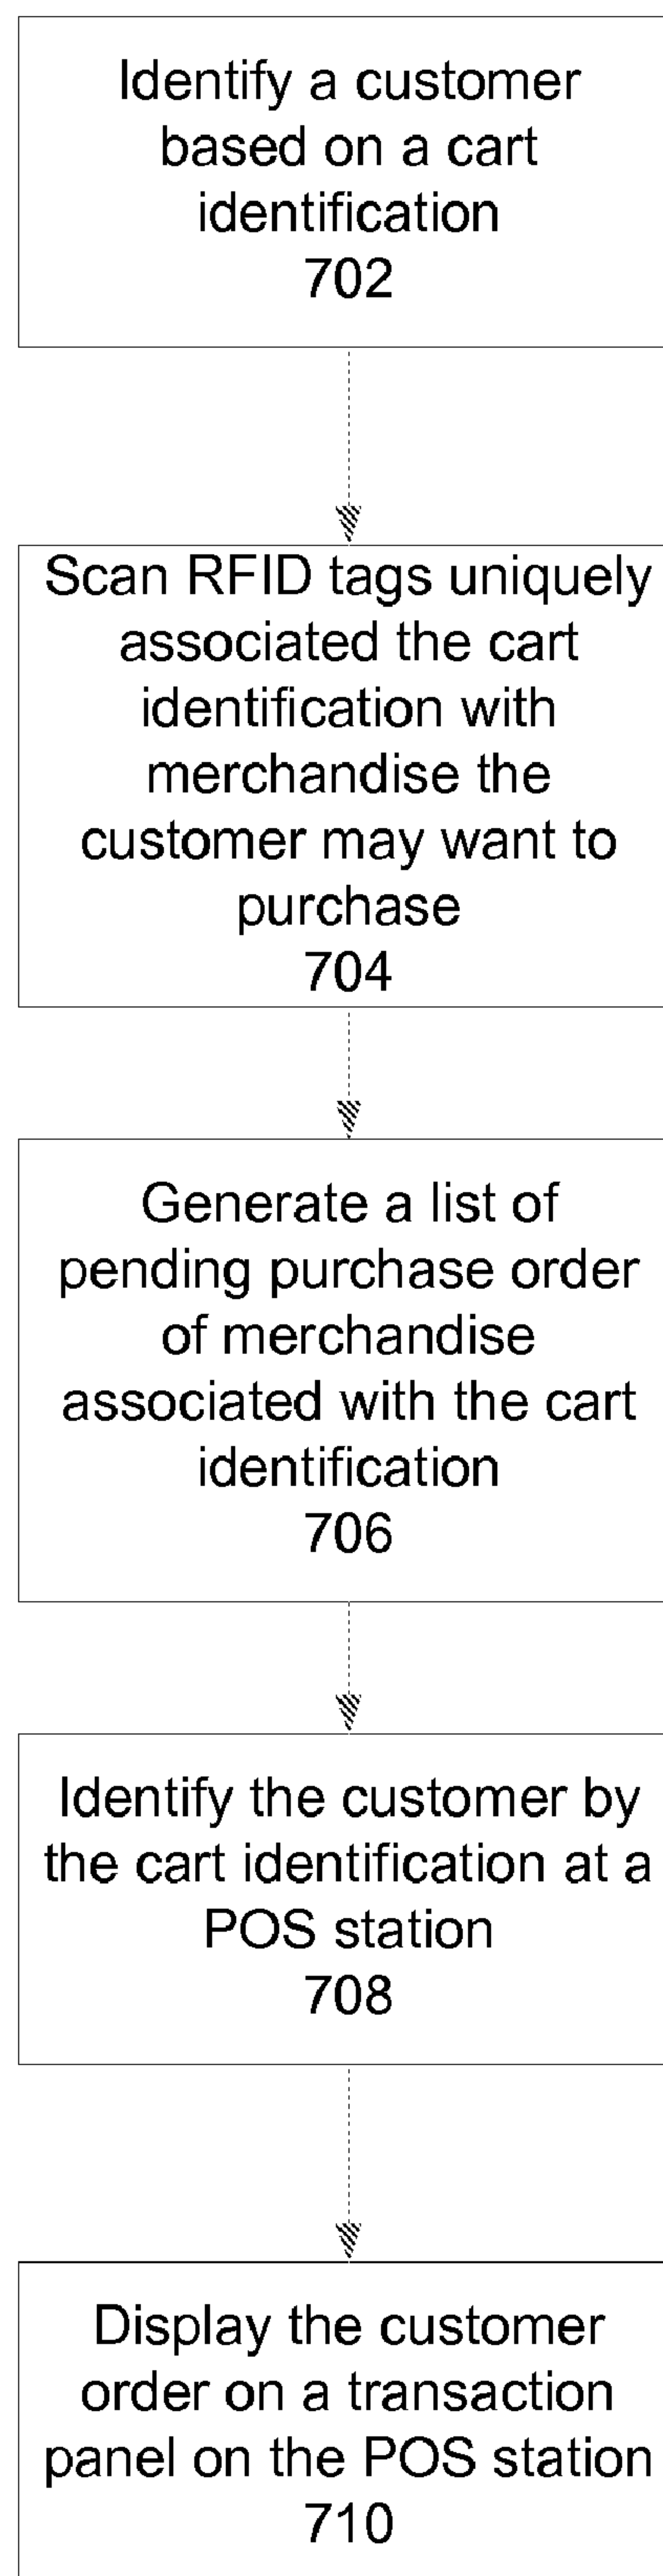 Identify a customer
based on a cart
identification
702
Scan RFID tags uniquely
associated the cart
identification with
merchandise the
customer may want to
purchase
704
Generate a list of
pending purchase order
of merchandise
associated with the cart
identification
706
Identify the customer by
the cart identification at a
POS station
708
Display the customer
order on a transaction
panel on the POS station
710